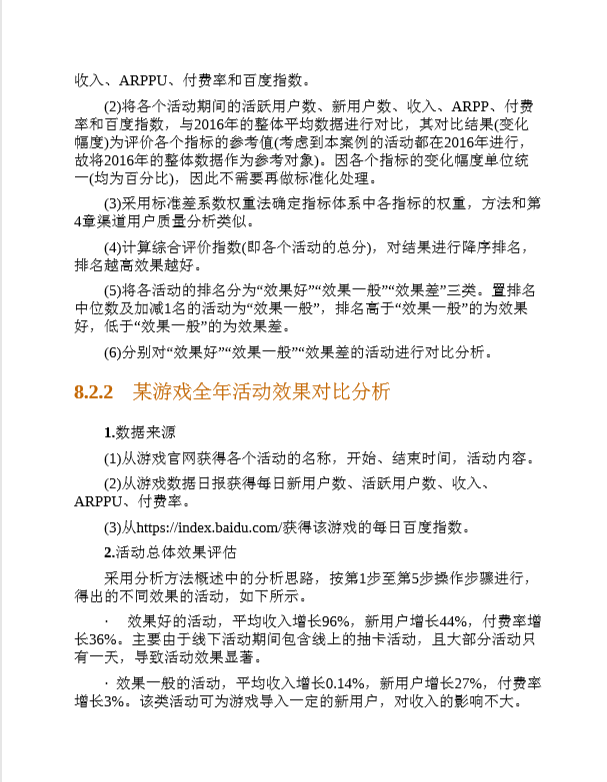 收入、ARPPU、付费率和百度指数。
(2)将各个活动期间的活跃用户数、新用户数、收入、ARPP、付费
率和百度指数，与2016年的整体平均数据进行对比，其对比结果(变化
幅度)为评价各个指标的参考值(考虑到本案例的活动都在2016年进行，
故将2016年的整体数据作为参考对象)。因各个指标的变化幅度单位统
一(均为百分比)，因此不需要再做标准化处理。
(3)采用标准差系数权重法确定指标体系中各指标的权重，方法和第
4章渠道用户质量分析类似。
(4)计算综合评价指数(即各个活动的总分)，对结果进行降序排名，
排名越高效果越好。
(5)将各活动的排名分为“效果好”“效果一般”“效果差”三类。置排名
中位数及加减1名的活动为“效果一般”，排名高于“效果一般”的为效果
好，低于“效果一般”的为效果差。
(6)分别对“效果好”“效果一般”“效果差的活动进行对比分析。
8.2.2 某游戏全年活动效果对比分析
1.数据来源
(1)从游戏官网获得各个活动的名称，开始、结束时间，活动内容。
(2)从游戏数据日报获得每日新用户数、活跃用户数、收入、
ARPPU、付费率。
(3)从https://index.baidu.com/获得该游戏的每日百度指数。
2.活动总体效果评估
采用分析方法概述中的分析思路，按第1步至第5步操作步骤进行，
得出的不同效果的活动，如下所示。
· 效果好的活动，平均收入增长96%，新用户增长44%，付费率增
长36%。主要由于线下活动期间包含线上的抽卡活动，且大部分活动只
有一天，导致活动效果显著。
· 效果一般的活动，平均收入增长0.14%，新用户增长27%，付费率
增长3%。该类活动可为游戏导入一定的新用户，对收入的影响不大。